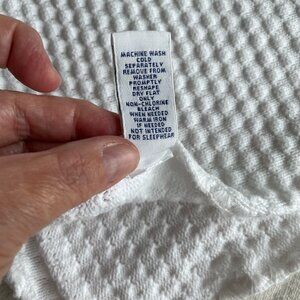 MACHINE WASH
COLD
SEPARATELY
REMOVE FROM
WASHER
PROMPTLY
RESHAPE
DRY FLAT
ONLY
NON-CHLORINE
BLEACH
WHEN NEEDED
WARM IRON
IF NEEDED
NOT INTENDED
FOR SLEEPWEAR